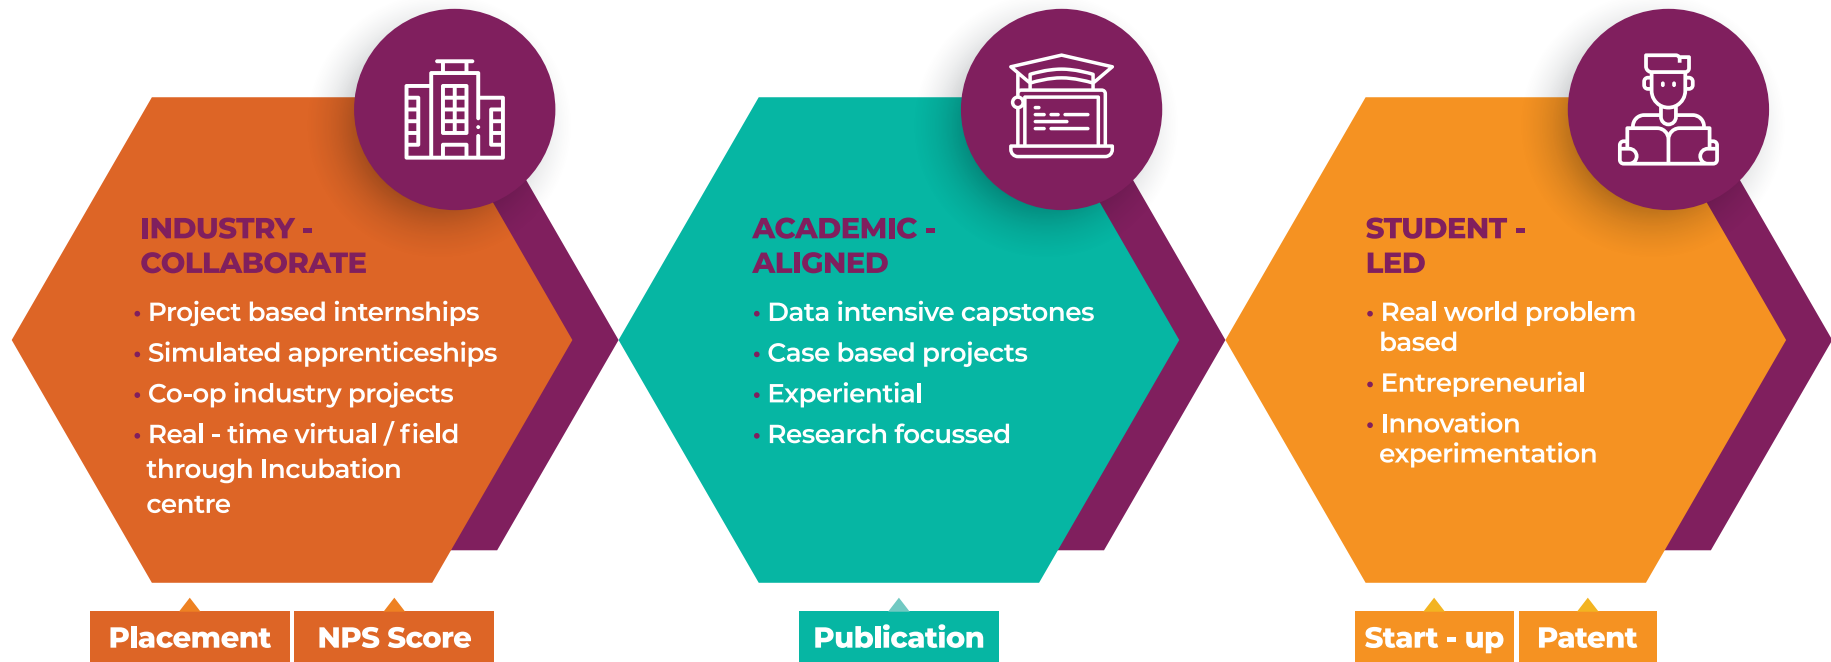 INDUSTRY -
COLLABORATE
• Project based internships
• Simulated apprenticeships
• Co-op industry projects
• Real - time virtual / field
through Incubation
centre
Placement
NPS Score
ACADEMIC -
ALIGNED
• Data intensive capstones
• Case based projects
• Experiential
• Research focussed
Publication
STUDENT -
LED
• Real world problem
based
• Entrepreneurial
• Innovation
experimentation
Start - up
Patent